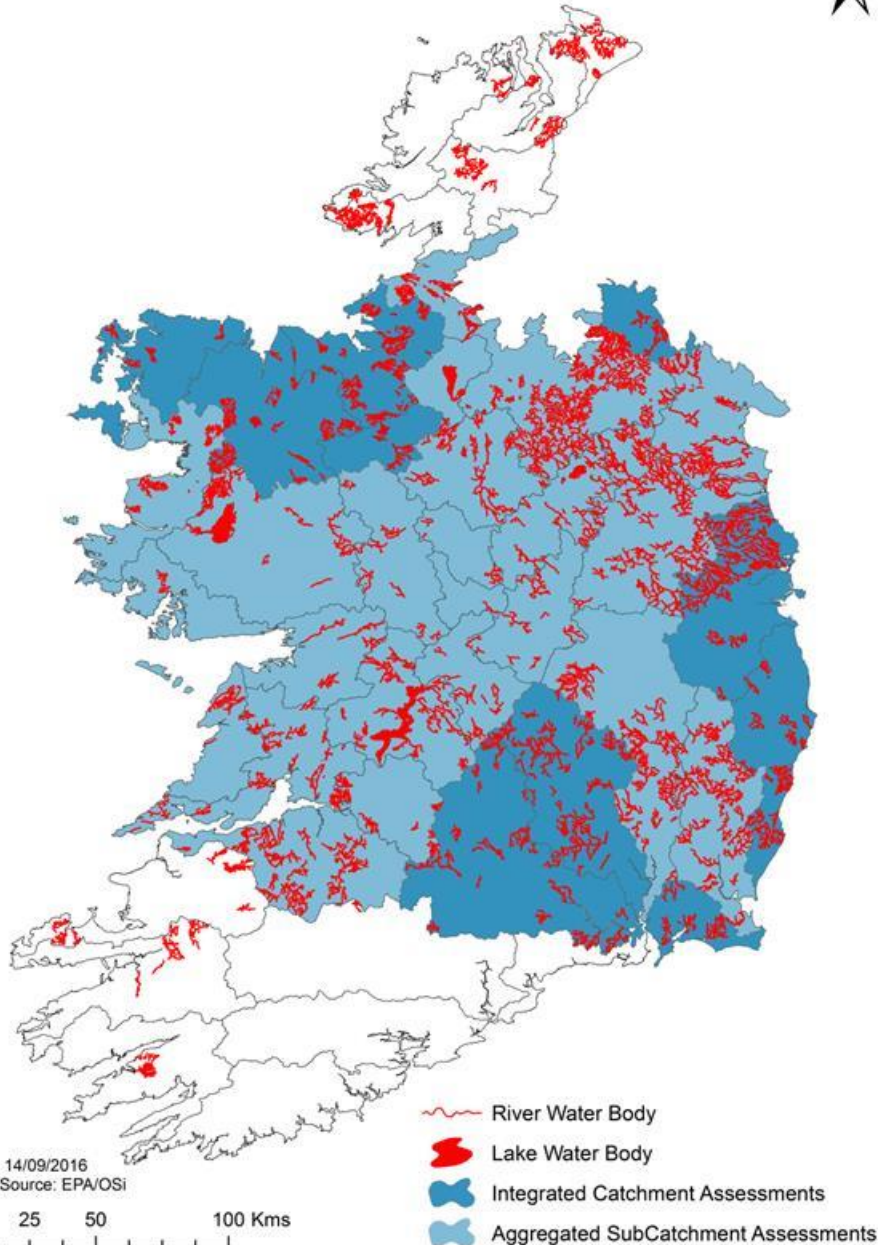 River Water Body
Lake Water Body
14/09/2016
Source: EPA/OSi
Integrated Catchment Assessments
25 50 100 Kms
Aggregated SubCatchment Assessments